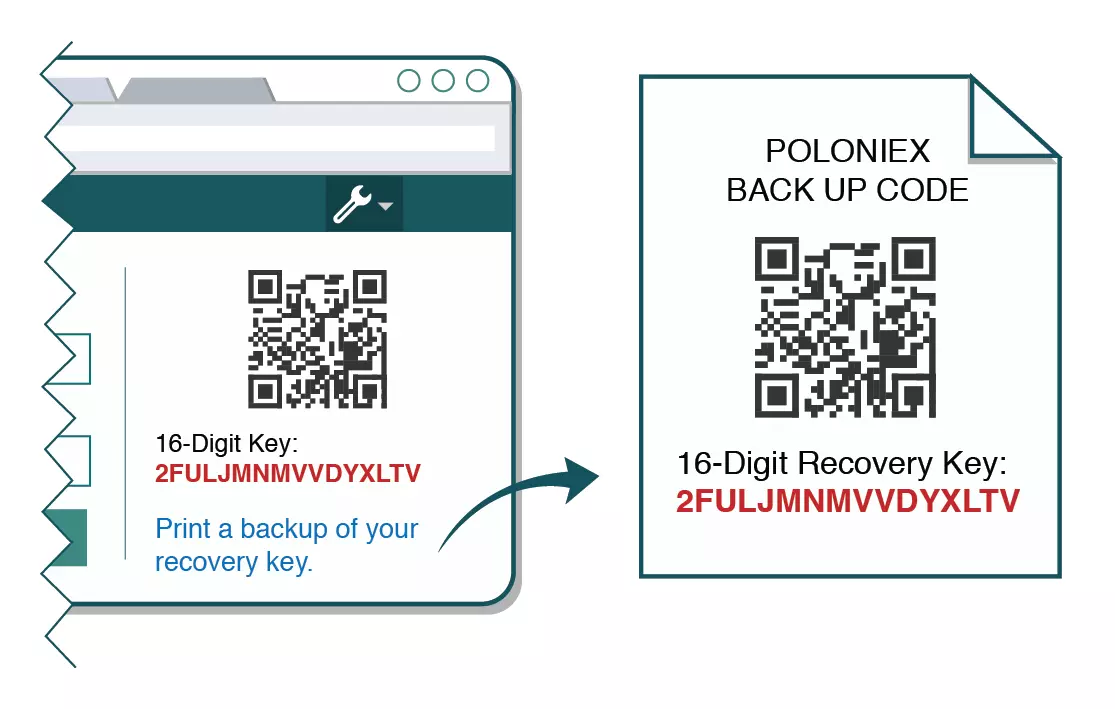 16-Digit Key:
2FULJMNMVVDYXLTV
Print a backup of your
recovery key.
POLONIEX
BACK UP CODE
16-Digit Recovery Key:
2FULJMNMVVDYXLTV